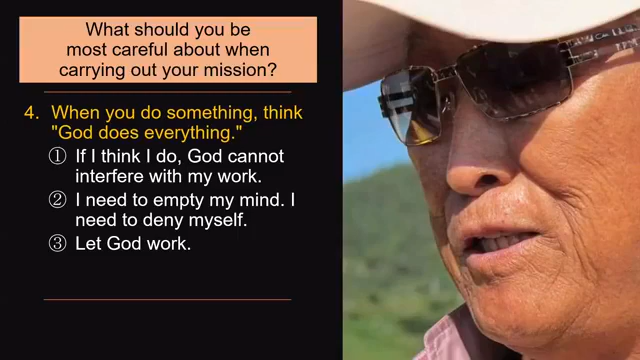 What should you be
most careful about when
carrying out your mission?
4. When you do something, think
"God does everything."
① If I think I do, God cannot
interfere with my work.
② I need to empty my mind. I
need to deny myself.
③ Let God work.